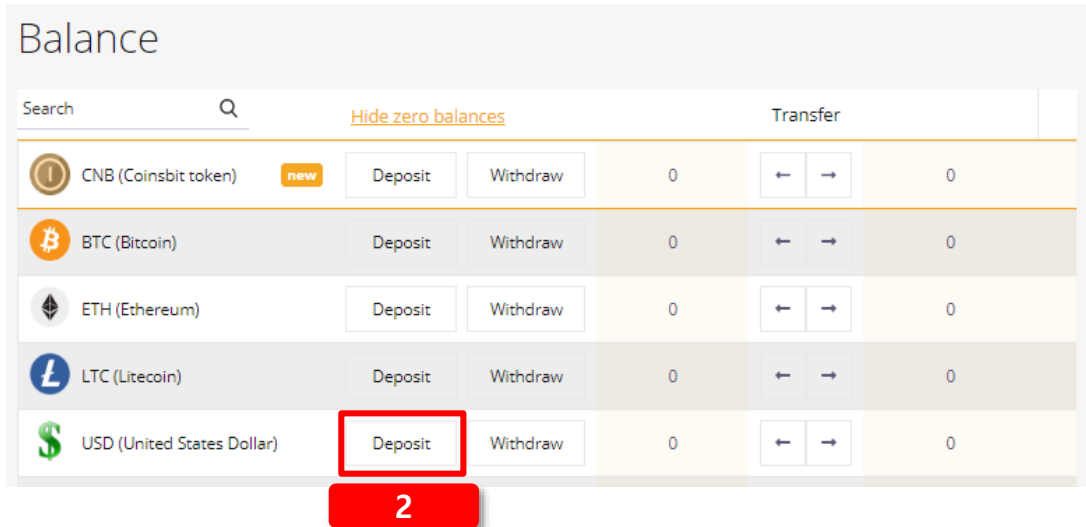 Balance
Search Hide zero balances Transfer
CNB (Coinsbit token) new Deposit Withdraw 0 ← → 0
BTC (Bitcoin) Deposit Withdraw 0 ← → 0
ETH (Ethereum) Deposit Withdraw 0 ← → 0
LTC (Litecoin) Deposit Withdraw 0 ← → 0
USD (United States Dollar) Deposit Withdraw 0 ← → 0
2